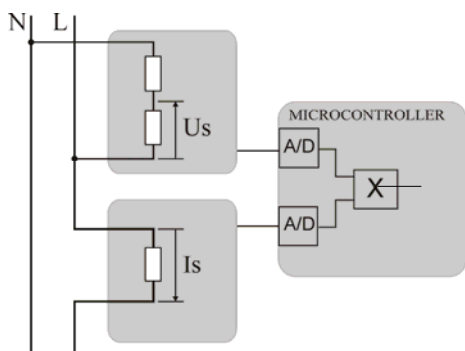 N L
Us
MICROCONTROLLER
A/D
X
A/D
Is